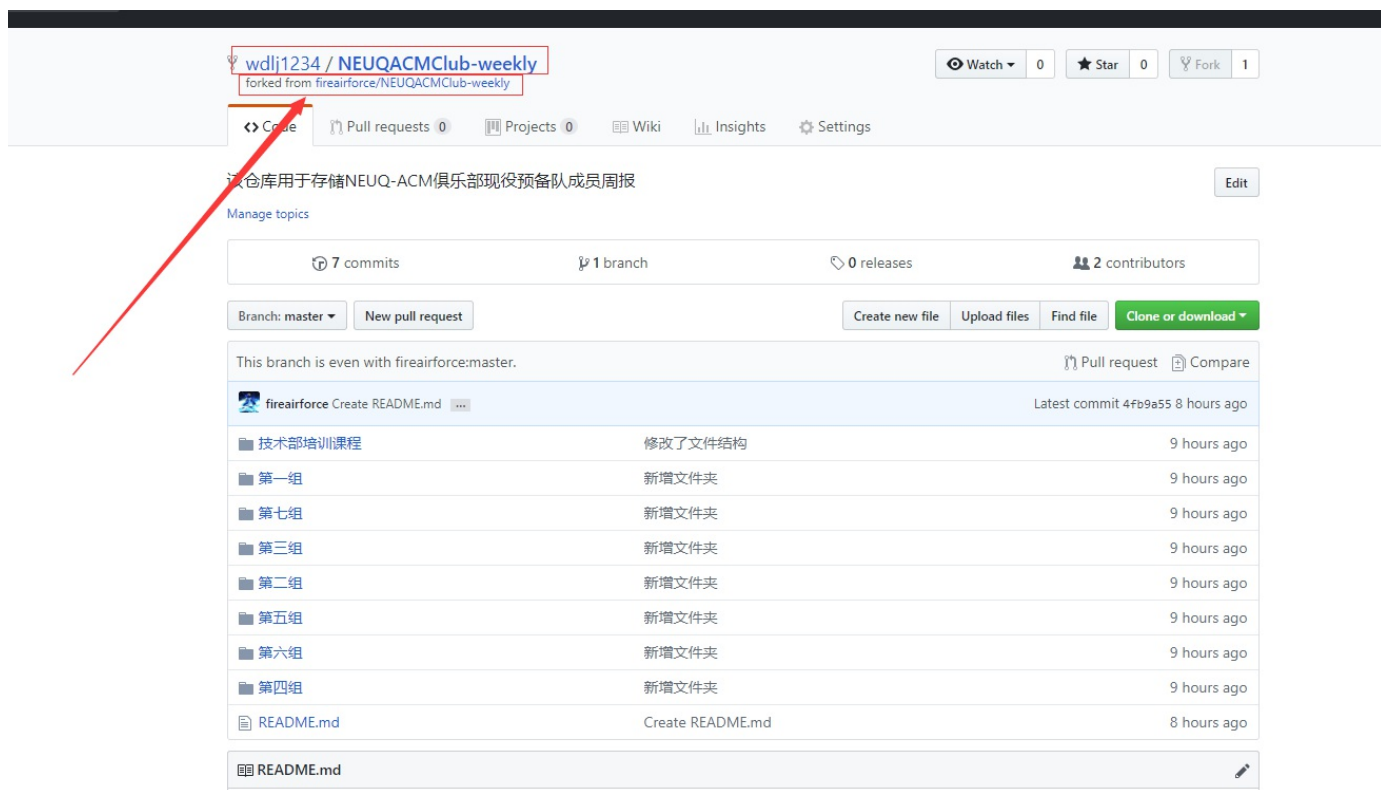 wdlj1234 / NEUQACMClub-weekly
forked from fireairforce/NEUQACMClub-weekly
Watch 0 Star 0 Fork 1
Code Pull requests 0 Projects 0 Wiki Insights Settings
该仓库用于存储NEUQ-ACM俱乐部现役预备队成员周报 Edit
Manage topics
7 commits 1 branch 0 releases 2 contributors
Branch: master New pull request Create new file Upload files Find file Clone or download
This branch is even with fireairforce:master. Pull request Compare
fireairforce Create README.md ... Latest commit 4fb9a55 8 hours ago
技术部培训课程 修改了文件结构 9 hours ago
第一组 新增文件夹 9 hours ago
第七组 新增文件夹 9 hours ago
第三组 新增文件夹 9 hours ago
第二组 新增文件夹 9 hours ago
第五组 新增文件夹 9 hours ago
第六组 新增文件夹 9 hours ago
第四组 新增文件夹 9 hours ago
README.md Create README.md 8 hours ago
README.md